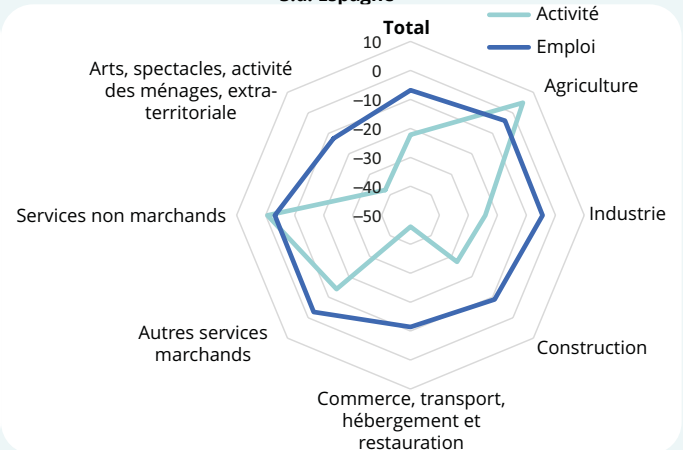 Total
Activité
Emploi
10
0
−10
−20
−30
−40
−50
Arts, spectacles, activité
des ménages, extra-
territoriale
Agriculture
Services non marchands
Industrie
Autres services
marchands
Construction
Commerce, transport,
hébergement et
restauration